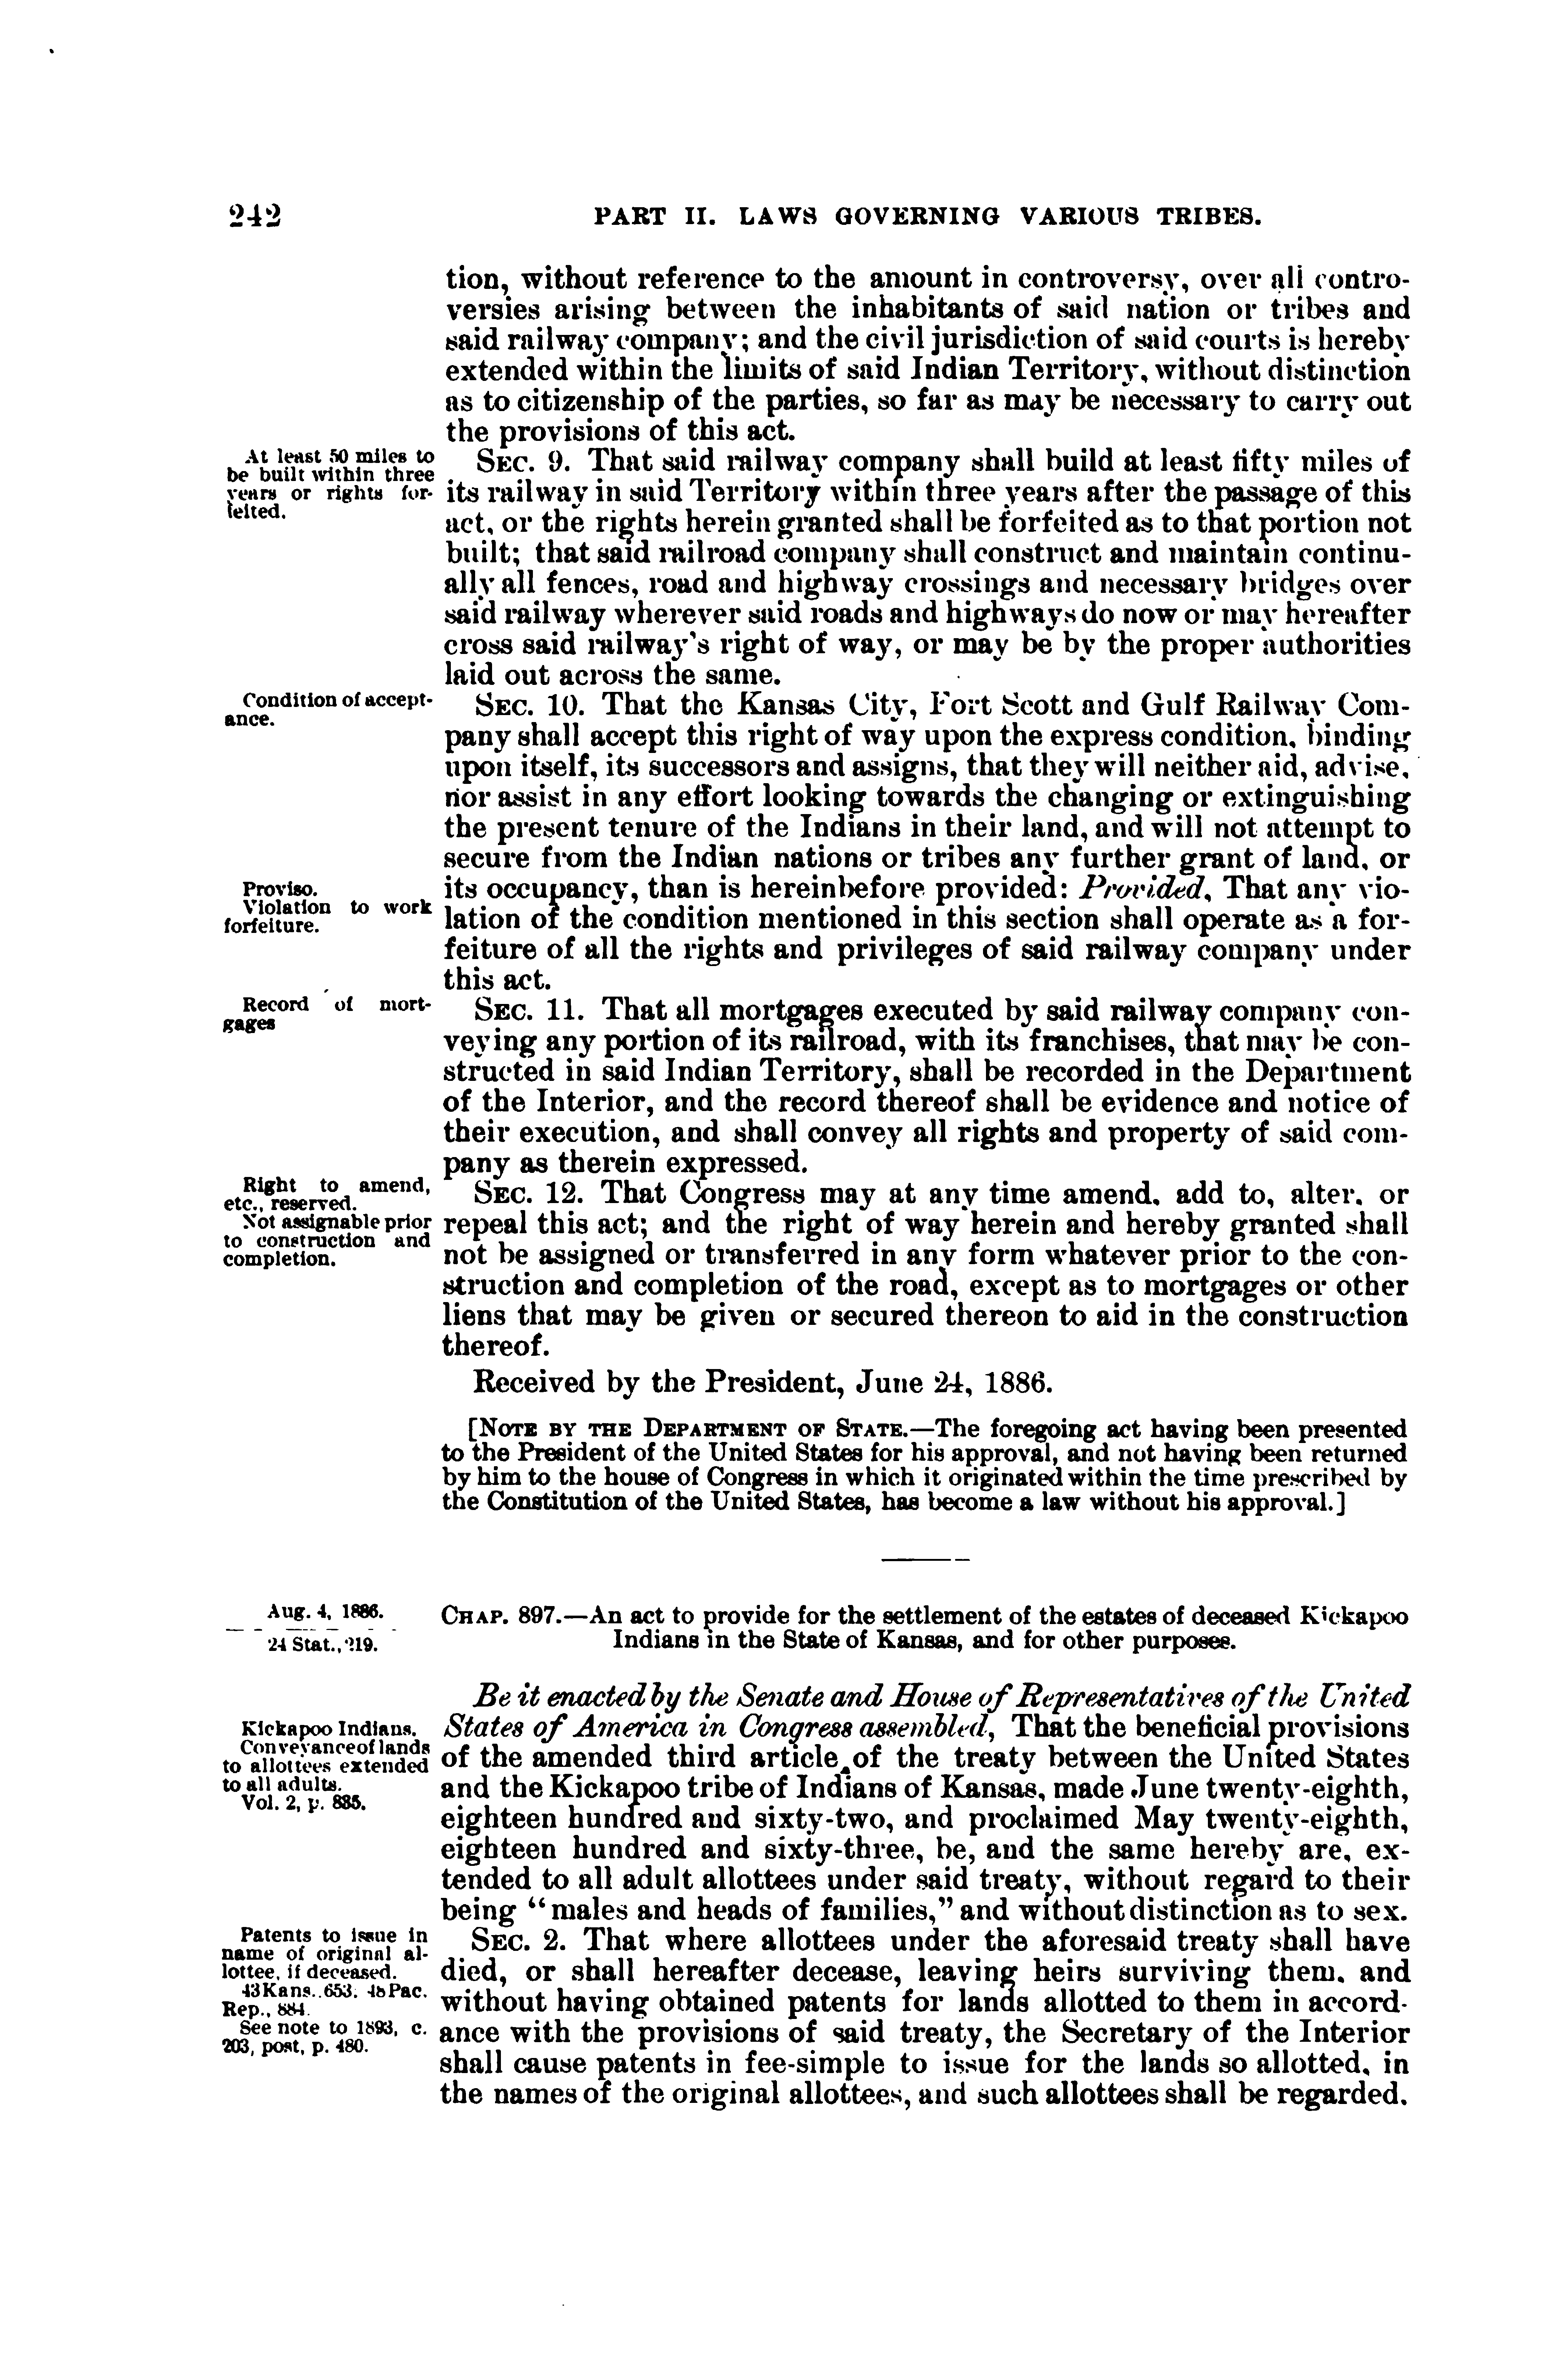 242
PART II. LAWS GOVERNING VARIOUS TRIBES.
tion, without reference to the amount in controversy, over all contro-
versies arising between the inhabitants of said nation or tribes and
said railway company; and the civil jurisdiction of said courts is hereby
extended within the limits of said Indian Territory, without distinction
as to citizenship of the parties, so far as may be necessary to carry out
the provisions of this act.
At least 50 miles to
be built within three
years or rights for-
feited.
SEC. 9. That said railway company shall build at least fifty miles of
its railway in said Territory within three years after the passage of this
act, or the rights herein granted shall be forfeited as to that portion not
built; that said railroad company shall construct and maintain continu-
ally all fences, road and highway crossings and necessary bridges over
said railway wherever said roads and highways do now or may hereafter
cross said railway's right of way, or may be by the proper authorities
laid out across the same.
Condition of accept-
ance.
SEC. 10. That the Kansas City, Fort Scott and Gulf Railway Com-
pany shall accept this right of way upon the express condition, binding
upon itself, its successors and assigns, that they will neither aid, advise,
nor assist in any effort looking towards the changing or extinguishing
the present tenure of the Indians in their land, and will not attempt to
secure from the Indian nations or tribes any further grant of land, or
its occupancy, than is hereinbefore provided: Provided, That any vio-
lation of the condition mentioned in this section shall operate as a for-
feiture of all the rights and privileges of said railway company under
this act.
Proviso.
Violation to work
forfeiture.
Record of mort-
gages
SEC. 11. That all mortgages executed by said railway company con-
veying any portion of its railroad, with its franchises, that may be con-
structed in said Indian Territory, shall be recorded in the Department
of the Interior, and the record thereof shall be evidence and notice of
their execution, and shall convey all rights and property of said com-
pany as therein expressed.
Right to amend,
etc., reserved.
Not assignable prior
to construction and
completion.
SEC. 12. That Congress may at any time amend, add to, alter, or
repeal this act; and the right of way herein and hereby granted shall
not be assigned or transferred in any form whatever prior to the con-
struction and completion of the road, except as to mortgages or other
liens that may be given or secured thereon to aid in the construction
thereof.
Received by the President, June 24, 1886.
[NOTE BY THE DEPARTMENT OF STATE.—The foregoing act having been presented
to the President of the United States for his approval, and not having been returned
by him to the house of Congress in which it originated within the time prescribed by
the Constitution of the United States, has become a law without his approval.]
Aug. 4, 1886.
24 Stat., 219.
CHAP. 897.—An act to provide for the settlement of the estates of deceased Kickapoo
Indians in the State of Kansas, and for other purposes.
Be it enacted by the Senate and House of Representatives of the United
States of America in Congress assembled, That the beneficial provisions
of the amended third article of the treaty between the United States
and the Kickapoo tribe of Indians of Kansas, made June twenty-eighth,
eighteen hundred and sixty-two, and proclaimed May twenty-eighth,
eighteen hundred and sixty-three, be, and the same hereby are, ex-
tended to all adult allottees under said treaty, without regard to their
being "males and heads of families," and without distinction as to sex.
Kickapoo Indians.
Conveyance of lands
to allottees extended
to all adults.
Vol. 2, p. 835.
Patents to issue in
name of original al-
lottee, if deceased.
43 Kans., 653. 48 Pac.
Rep., 884.
See note to 1893, c.
203, post, p. 480.
SEC. 2. That where allottees under the aforesaid treaty shall have
died, or shall hereafter decease, leaving heirs surviving them, and
without having obtained patents for lands allotted to them in accord-
ance with the provisions of said treaty, the Secretary of the Interior
shall cause patents in fee-simple to issue for the lands so allotted, in
the names of the original allottees, and such allottees shall be regarded,